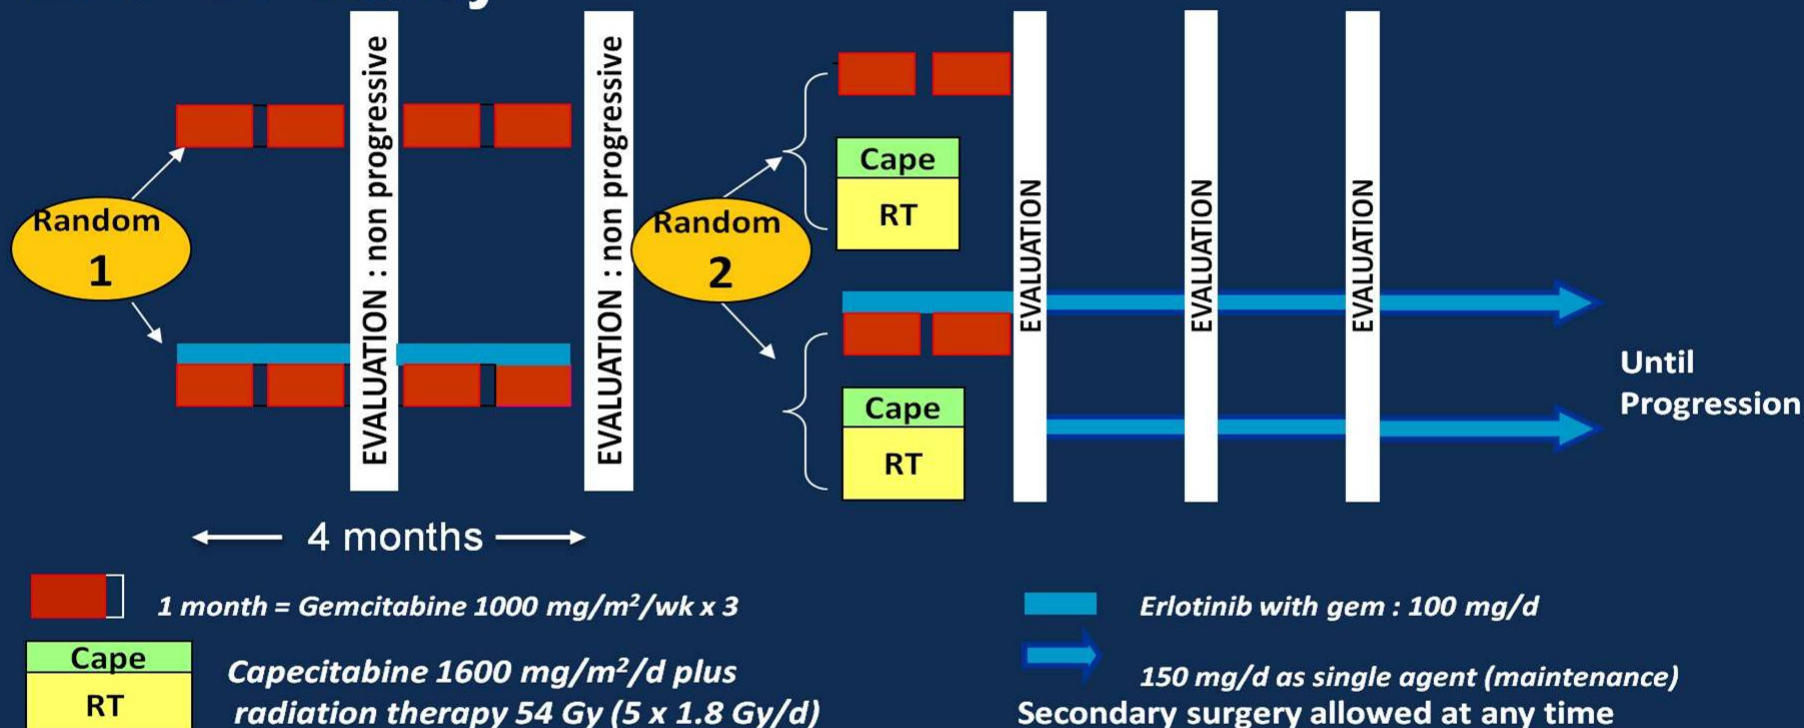 Random
1
EVALUATION : non progressive
EVALUATION : non progressive
Random
2
Cape
RT
Cape
RT
EVALUATION
EVALUATION
EVALUATION
Until
Progression
4 months
1 month = Gemcitabine 1000 mg/m²/wk x 3
Cape
RT
Capecitabine 1600 mg/m²/d plus
radiation therapy 54 Gy (5 x 1.8 Gy/d)
Erlotinib with gem : 100 mg/d
150 mg/d as single agent (maintenance)
Secondary surgery allowed at any time